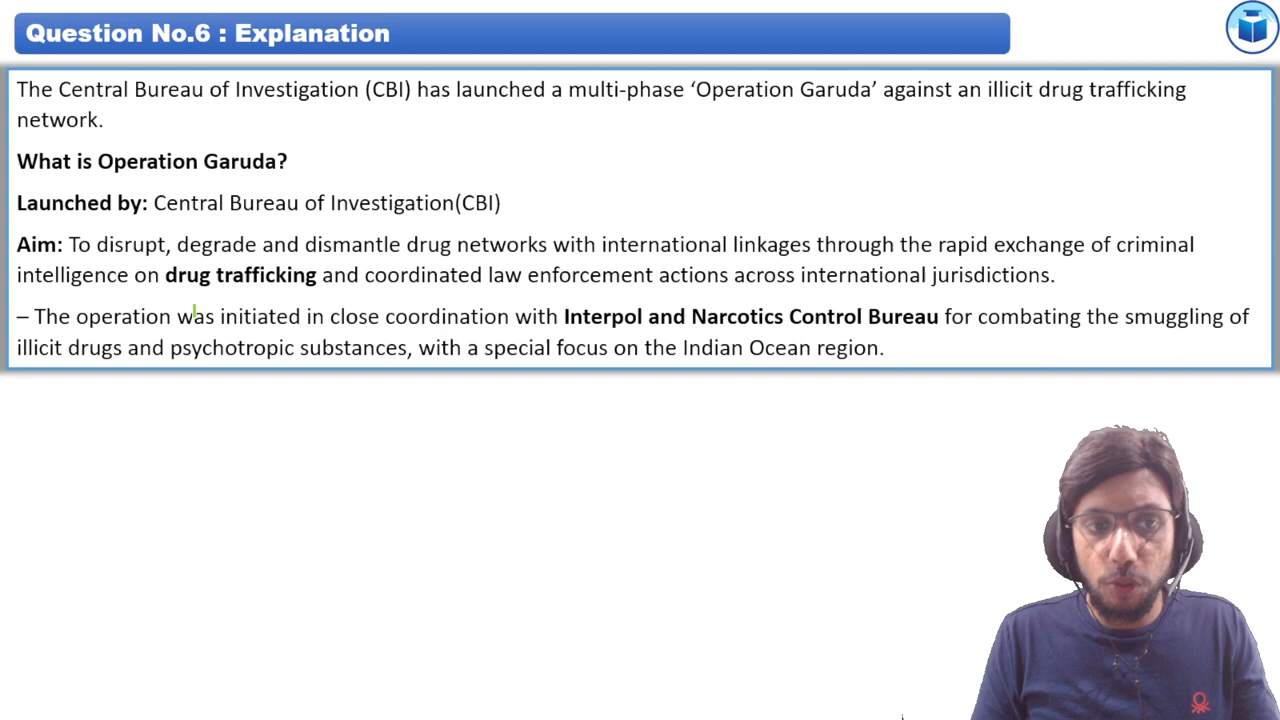 Question No.6 : Explanation
The Central Bureau of Investigation (CBI) has launched a multi-phase ‘Operation Garuda’ against an illicit drug trafficking
network.
What is Operation Garuda?
Launched by: Central Bureau of Investigation(CBI)
Aim: To disrupt, degrade and dismantle drug networks with international linkages through the rapid exchange of criminal
intelligence on drug trafficking and coordinated law enforcement actions across international jurisdictions.
– The operation was initiated in close coordination with Interpol and Narcotics Control Bureau for combating the smuggling of
illicit drugs and psychotropic substances, with a special focus on the Indian Ocean region.